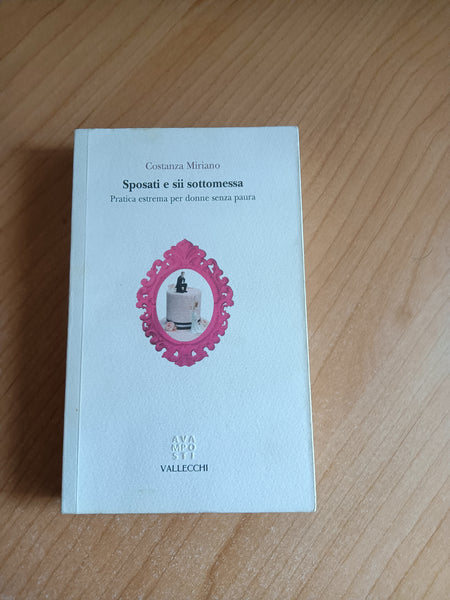 Costanza Miriano
Sposati e sii sottomessa
Pratica estrema per donne senza paura
AVA
MPO
STI
VALLECCHI